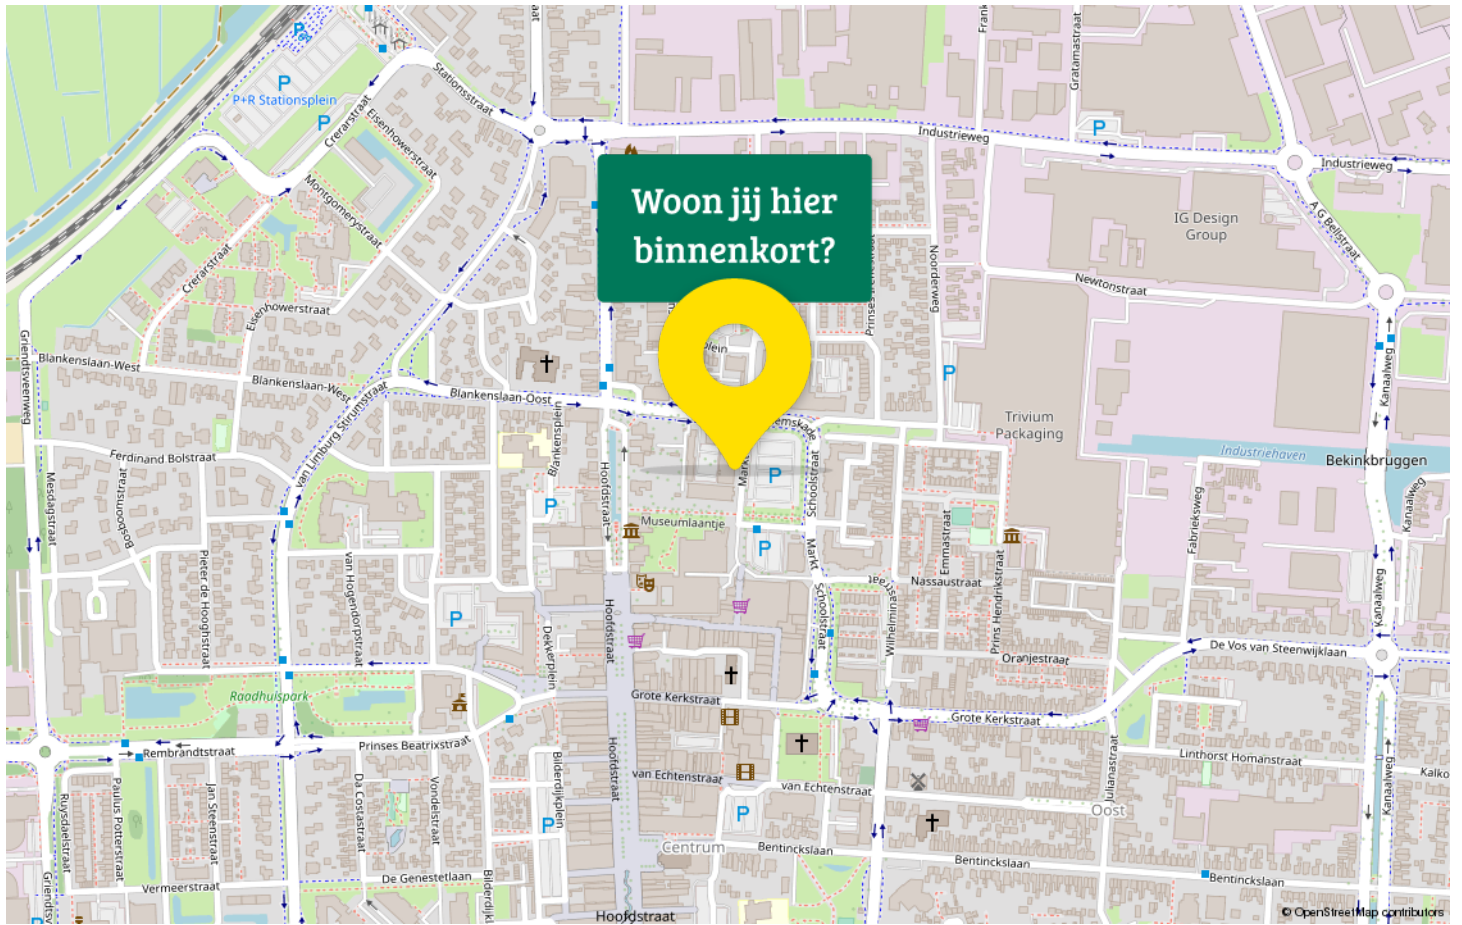 Woon jij hier
binnenkort?
P+R Stationsplein
Stationsstraat
Crerarstraat
Eisenhowerstraat
Montgomerystraat
Crerarstraat
Eisenhowerstraat
Gratamastraat
Industrieweg
Industrieweg
A G Bellstraat
IG Design
Group
Newtonstraat
Noorderweg
Griendtsveenweg
Blankenslaan-West
Blankenslaan-West
Blankenslaan-Oost
van Limburg Stirumstraat
Blankensplein
Kanaalweg
Trivium
Packaging
Industriehaven
Bekinkbruggen
Ferdinand Bolstraat
Mesdagstraat
Bosboomstraat
Hoofdstraat
Schoolstraat
Kanaalweg
Museumlaantje
Markt
Emmastraat
Fabrieksweg
Pieter de Hooghstraat
van Hogendorpstraat
Nassaustraat
Prins Hendrikstraat
Wilhelminastraat
Schoolstraat
Kanaalweg
Hoofdstraat
Dekkerplein
Oranjestraat
De Vos van Steenwijklaan
Raadhuispark
Grote Kerkstraat
Grote Kerkstraat
Rembrandtstraat
Prinses Beatrixstraat
Hoofdstraat
Bilderdijkplein
van Echtenstraat
van Echtenstraat
Julianastraat
Linthorst Homanstraat
Kalko
Kanaalweg
Ruysdaelstraat
Paulus Potterstraat
Jan Steenstraat
Da Costastraat
Vondelstraat
Oost
Centrum
Bentinckslaan
Bentinckslaan
Bentinckslaan
Vermeerstraat
De Genestetlaan
Hoofdstraat
© OpenStreetMap contributors